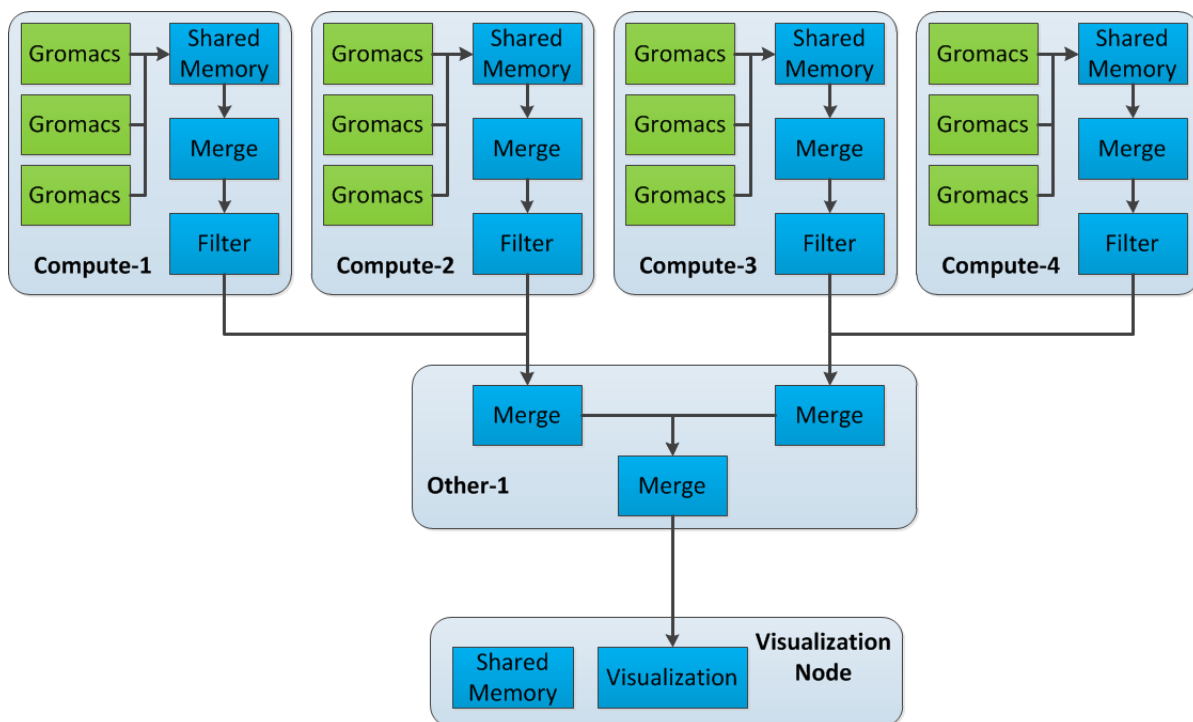 Gromacs
Shared
Memory
Gromacs
Merge
Gromacs
Filter
Compute-1
Gromacs
Shared
Memory
Gromacs
Merge
Gromacs
Filter
Compute-2
Gromacs
Shared
Memory
Gromacs
Merge
Gromacs
Filter
Compute-3
Gromacs
Shared
Memory
Gromacs
Merge
Gromacs
Filter
Compute-4
Merge
Merge
Other-1
Merge
Shared
Memory
Visualization
Visualization
Node